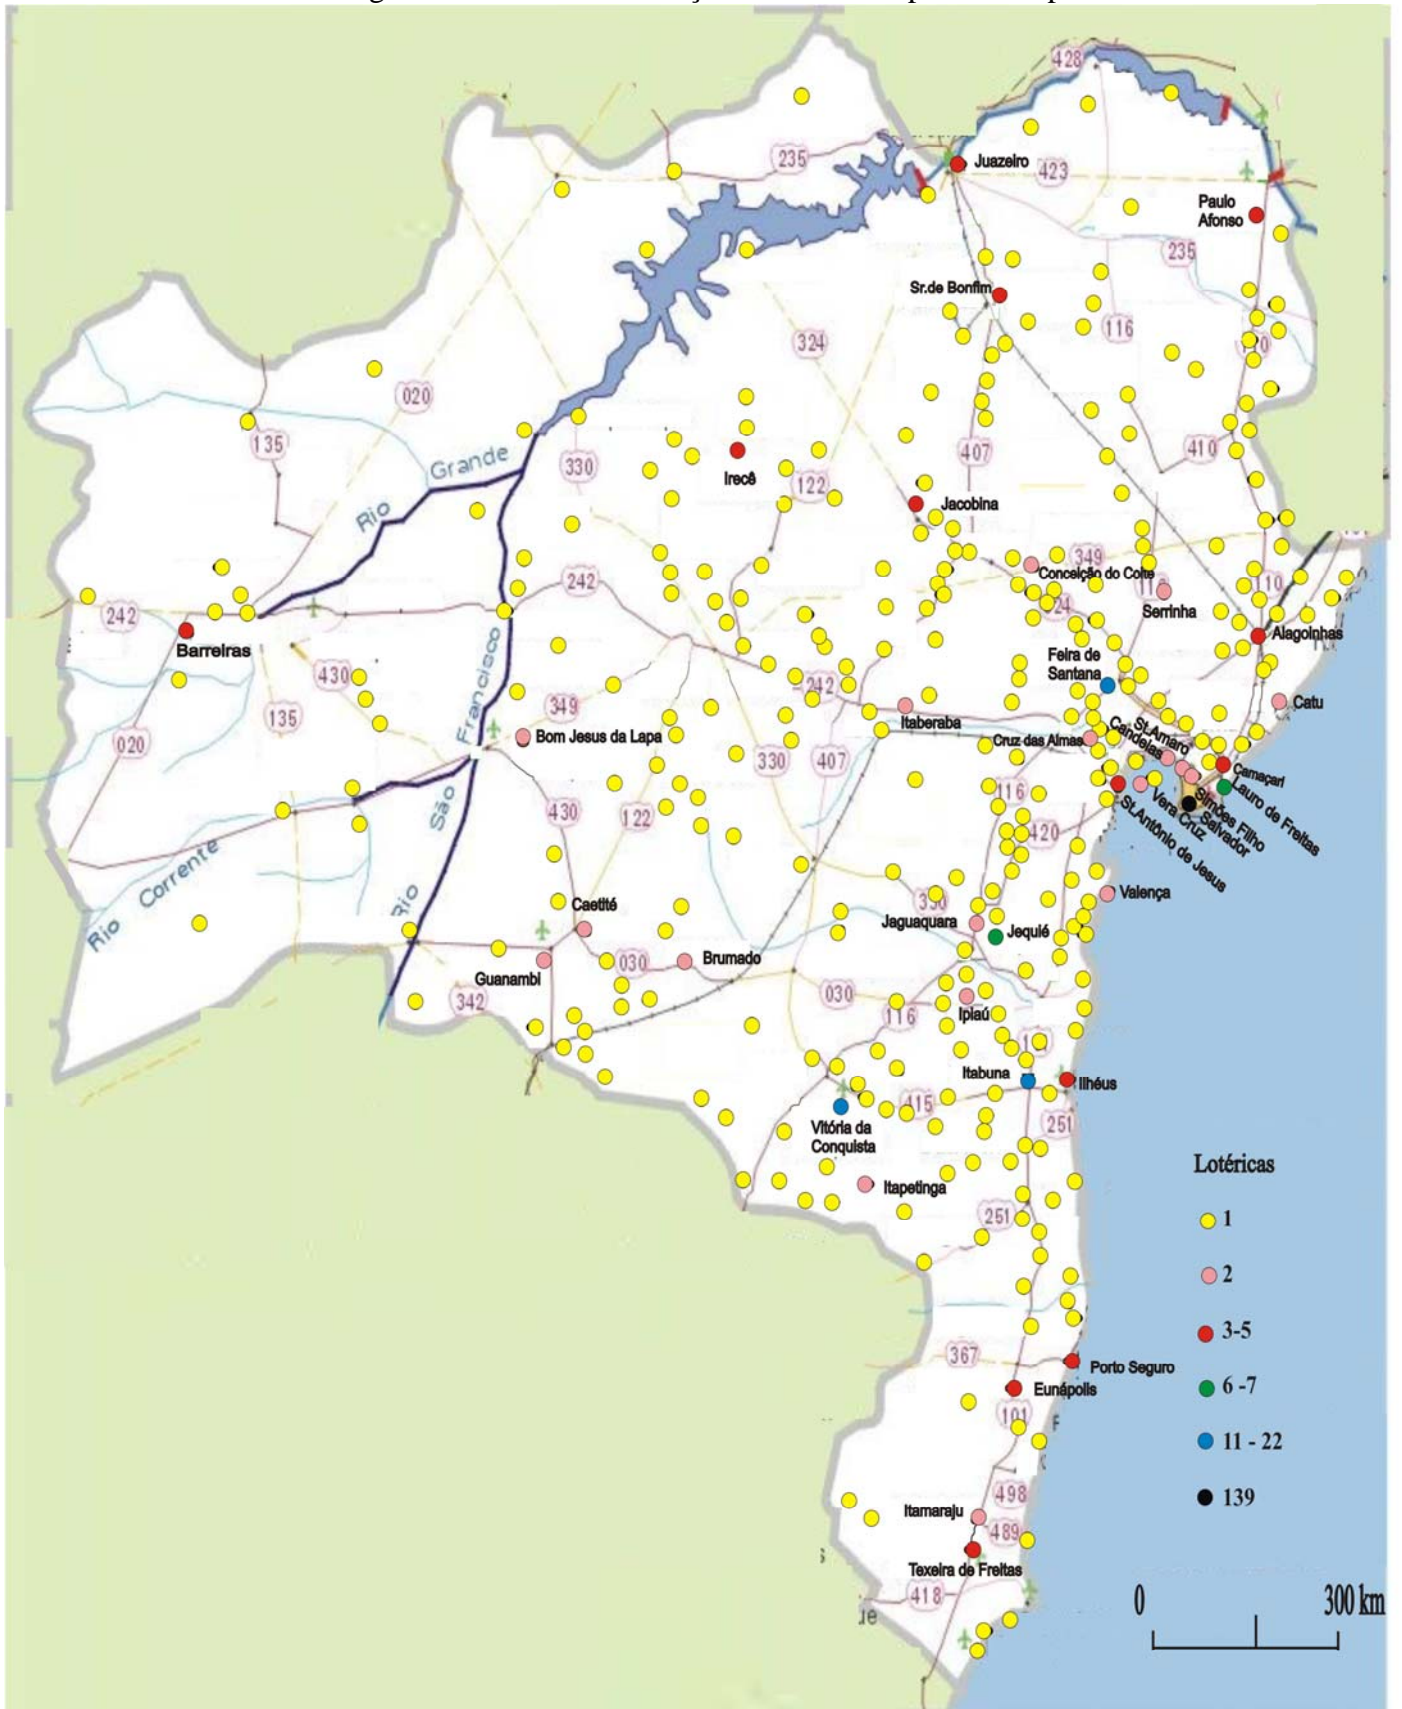 428
235
Juazeiro
423
Paulo
Afonso
235
Sr.de Bonfim
116
324
020
135
330
Grande
Rio
407
410
Irecê
122
Jacobina
349
Conceição do Coite
Serrinha
242
242
110
Alagoinhas
Barreiras
Feira de
Santana
430
135
Francisco
349
242
Itaberaba
Catu
020
Bom Jesus da Lapa
330
407
Cruz das Almas
St.Amaro
Candeias
Camaçari
Lauro de Freitas
Simões Filho
Salvador
Vera Cruz
St.Antônio de Jesus
São
430
122
116
420
Rio Corrente
Rio
Caetité
330
Valença
Jaguaquara
Jequié
Guanambi
030
Brumado
342
030
116
Ipiaú
Itabuna
Ilhéus
415
251
Vitória da
Conquista
Itapetinga
251
Lotéricas
1
2
3-5
6 -7
11 - 22
139
367
Porto Seguro
Eunápolis
101
498
Itamaraju
489
Texeira de Freitas
418
0
300 km